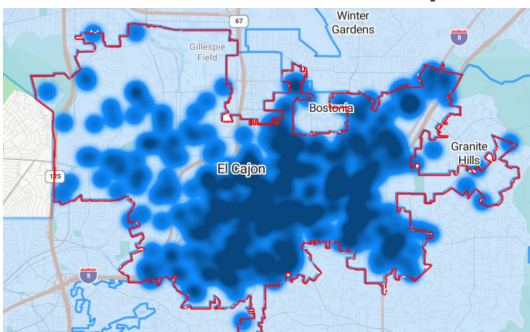 67
Winter
Gardens
8
Gillespie
Field
Bostonia
Granite
Hills
El Cajon
125
8